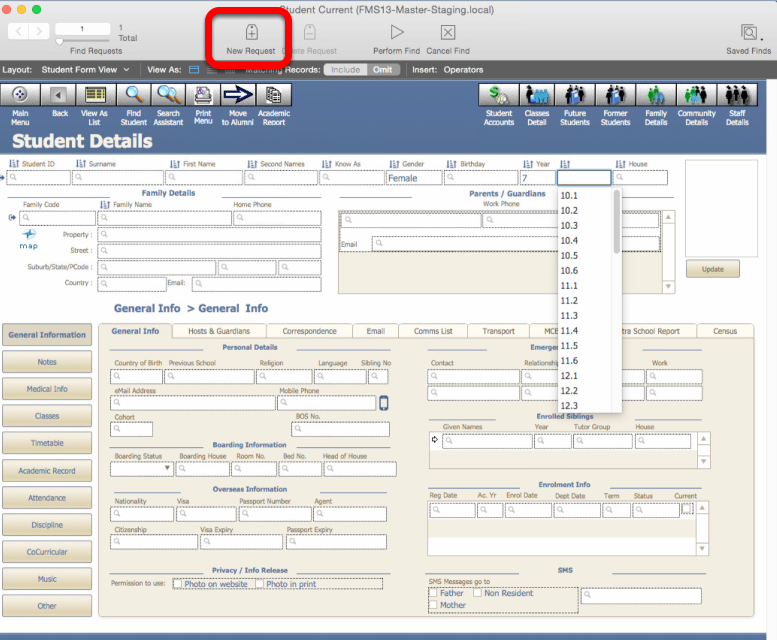 Student Current (FMS13-Master-Staging.local)
1
1
Total
Find Requests
New Request
Delete Request
Perform Find
Cancel Find
Saved Finds
Layout: Student Form View
View As:
Matching Records: Include Omit
Insert: Operators
Main Menu
Back
View As List
Find Student
Search Assistant
Print Menu
Move to Alumni
Academic Report
Student Accounts
Classes Detail
Future Students
Former Students
Family Details
Community Details
Staff Details
Student Details
Student ID
Surname
First Name
Second Names
Know As
Gender
Birthday
Year
House
Female
7
Family Details
Family Code
Family Name
Home Phone
map
Property :
Street :
Suburb/State/PCode :
Country :
Email:
Parents / Guardians
Work Phone
Email
Update
10.1
10.2
10.3
10.4
10.5
10.6
11.1
11.2
11.3
11.4
11.5
11.6
12.1
12.2
12.3
General Info > General Info
General Information
Notes
Medical Info
Classes
Timetable
Academic Record
Attendance
Discipline
CoCurricular
Music
Other
General Info
Hosts & Guardians
Correspondence
Email
Comms List
Transport
School Report
Census
Personal Details
Country of Birth
Previous School
Religion
Language
Sibling No
eMail Address
Mobile Phone
Cohort
BOS No.
Boarding Information
Boarding Status
Boarding House
Room No.
Bed No.
Head of House
Overseas Information
Nationality
Visa
Passport Number
Agent
Citizenship
Visa Expiry
Passport Expiry
Privacy / Info Release
Permission to use:
Photo on website
Photo in print
Contact
Relationship
Work
Enrolled Siblings
Given Names
Year
Tutor Group
House
Enrolment Info
Reg Date
Ac. Yr
Enrol Date
Dept Date
Term
Status
Current
SMS
SMS Messages go to
Father
Non Resident
Mother